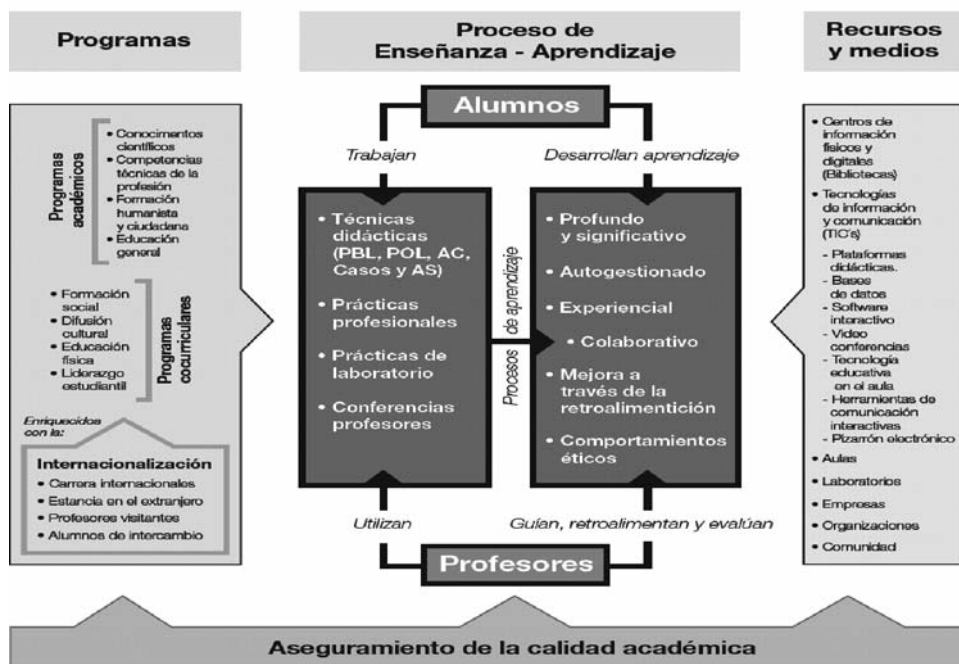 Programas
Programas académicos
• Conocimientos
científicos
• Competencias
técnicas de la
profesión
• Formación
humanista
y ciudadana
• Educación
general
• Formación
social
• Difusión
cultural
• Educación
física
• Liderazgo
estudiantil
Programas cocurriculares
Enriquecidos
con la:
Internacionalización
• Carrera internacionales
• Estancia en el extranjero
• Profesores visitantes
• Alumnos de intercambio
Proceso de
Enseñanza - Aprendizaje
Alumnos
Trabajan
Desarrollan aprendizaje
• Técnicas
didácticas
(PBL, POL, AC,
Casos y AS)
• Prácticas
profesionales
• Prácticas de
laboratorio
• Conferencias
profesores
Procesos de aprendizaje
• Profundo
y significativo
• Autogestionado
• Experiencial
• Colaborativo
• Mejora a
través de la
retroalimentición
• Comportamientos
éticos
Utilizan
Guían, retroalimentan y evalúan
Profesores
Recursos
y medios
• Centros de
información
físicos y
digitales
(Bibliotecas)
• Tecnologías
de información
y comunicación
(TIC's)
- Plataformas
didácticas.
- Bases
de datos
- Software
interactivo
- Video
conferencias
- Tecnología
educativa
en el aula
- Herramientas de
comunicación
interactivas
- Pizarrón electrónico
• Aulas
• Laboratorios
• Empresas
• Organizaciones
• Comunidad
Aseguramiento de la calidad académica